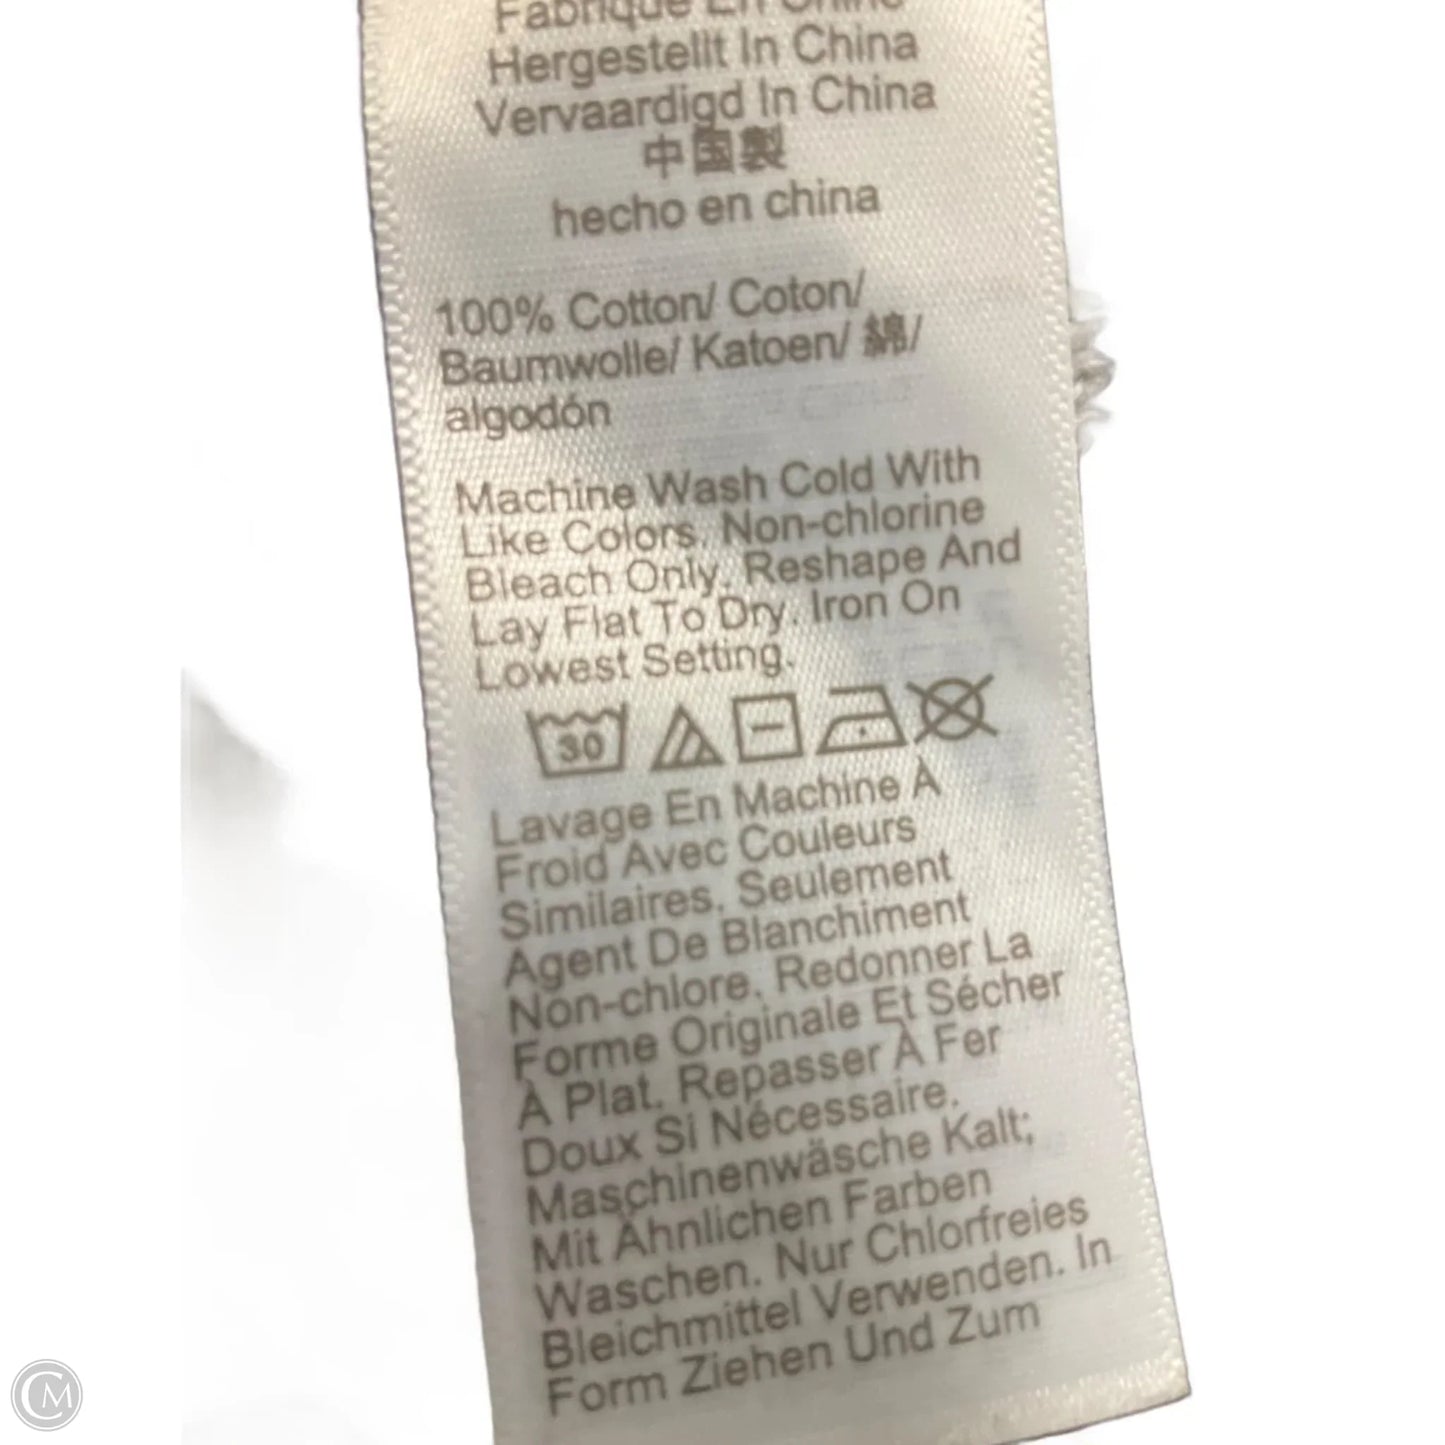 Fabriqué En Chine
Hergestellt In China
Vervaardigd In China
中国製
hecho en china
100% Cotton/ Coton/
Baumwolle/ Katoen/ 綿/
algodón
Machine Wash Cold With
Like Colors. Non-chlorine
Bleach Only. Reshape And
Lay Flat To Dry. Iron On
Lowest Setting.
30
Lavage En Machine À
Froid Avec Couleurs
Similaires. Seulement
Agent De Blanchiment
Non-chlore. Redonner La
Forme Originale Et Sécher
À Plat. Repasser À Fer
Doux Si Nécessaire.
Maschinenwäsche Kalt;
Mit Ähnlichen Farben
Waschen. Nur Chlorfreies
Bleichmittel Verwenden. In
Form Ziehen Und Zum
CM